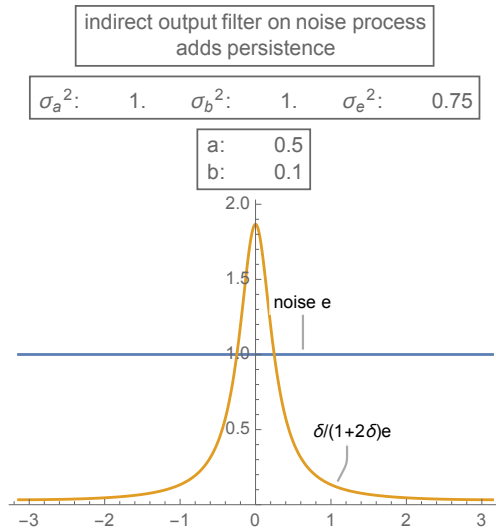 indirect output filter on noise process
adds persistence
σₐ²: 1. σ_b²: 1. σₑ²: 0.75
a: 0.5
b: 0.1
2.0
1.5
noise e
1.0
δ/(1+2δ)e
0.5
−3 −2 −1 0 1 2 3